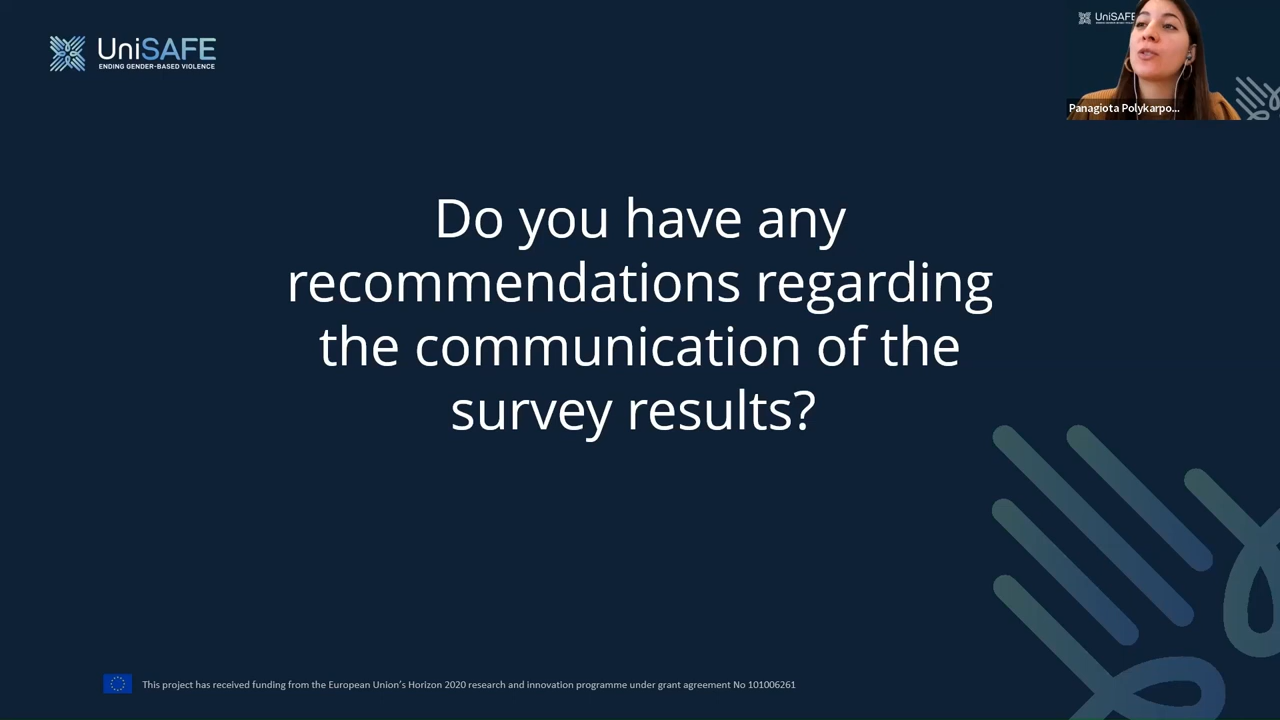 UniSAFE
ENDING GENDER-BASED VIOLENCE
UniSAFE
Panagiota Polykarpo...
Do you have any
recommendations regarding
the communication of the
survey results?
This project has received funding from the European Union's Horizon 2020 research and innovation programme under grant agreement No 101006261